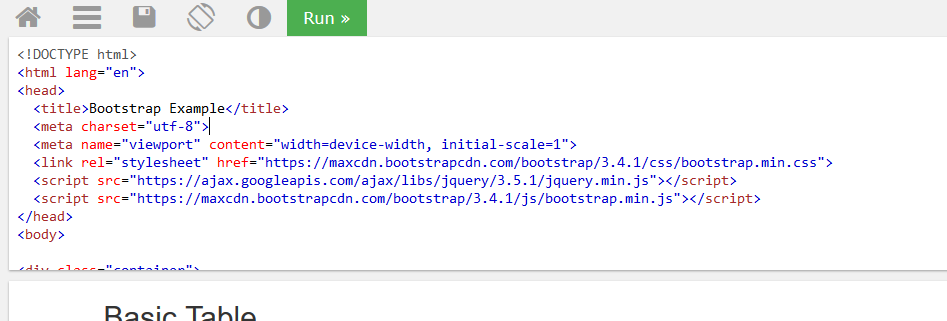 Run »
<!DOCTYPE html>
<html lang="en">
<head>
  <title>Bootstrap Example</title>
  <meta charset="utf-8">
  <meta name="viewport" content="width=device-width, initial-scale=1">
  <link rel="stylesheet" href="https://maxcdn.bootstrapcdn.com/bootstrap/3.4.1/css/bootstrap.min.css">
  <script src="https://ajax.googleapis.com/ajax/libs/jquery/3.5.1/jquery.min.js"></script>
  <script src="https://maxcdn.bootstrapcdn.com/bootstrap/3.4.1/js/bootstrap.min.js"></script>
</head>
<body>
<div class="container">
Basic Table